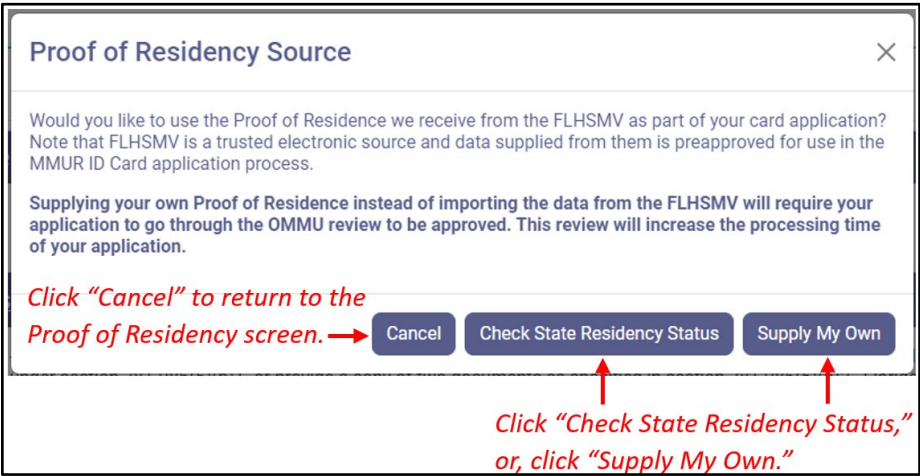 Proof of Residency Source
Would you like to use the Proof of Residence we receive from the FLHSMV as part of your card application?
Note that FLHSMV is a trusted electronic source and data supplied from them is preapproved for use in the
MMUR ID Card application process.
Supplying your own Proof of Residence instead of importing the data from the FLHSMV will require your
application to go through the OMMU review to be approved. This review will increase the processing time
of your application.
Click “Cancel” to return to the
Proof of Residency screen.
Cancel
Check State Residency Status
Supply My Own
Click “Check State Residency Status,”
or, click “Supply My Own.”